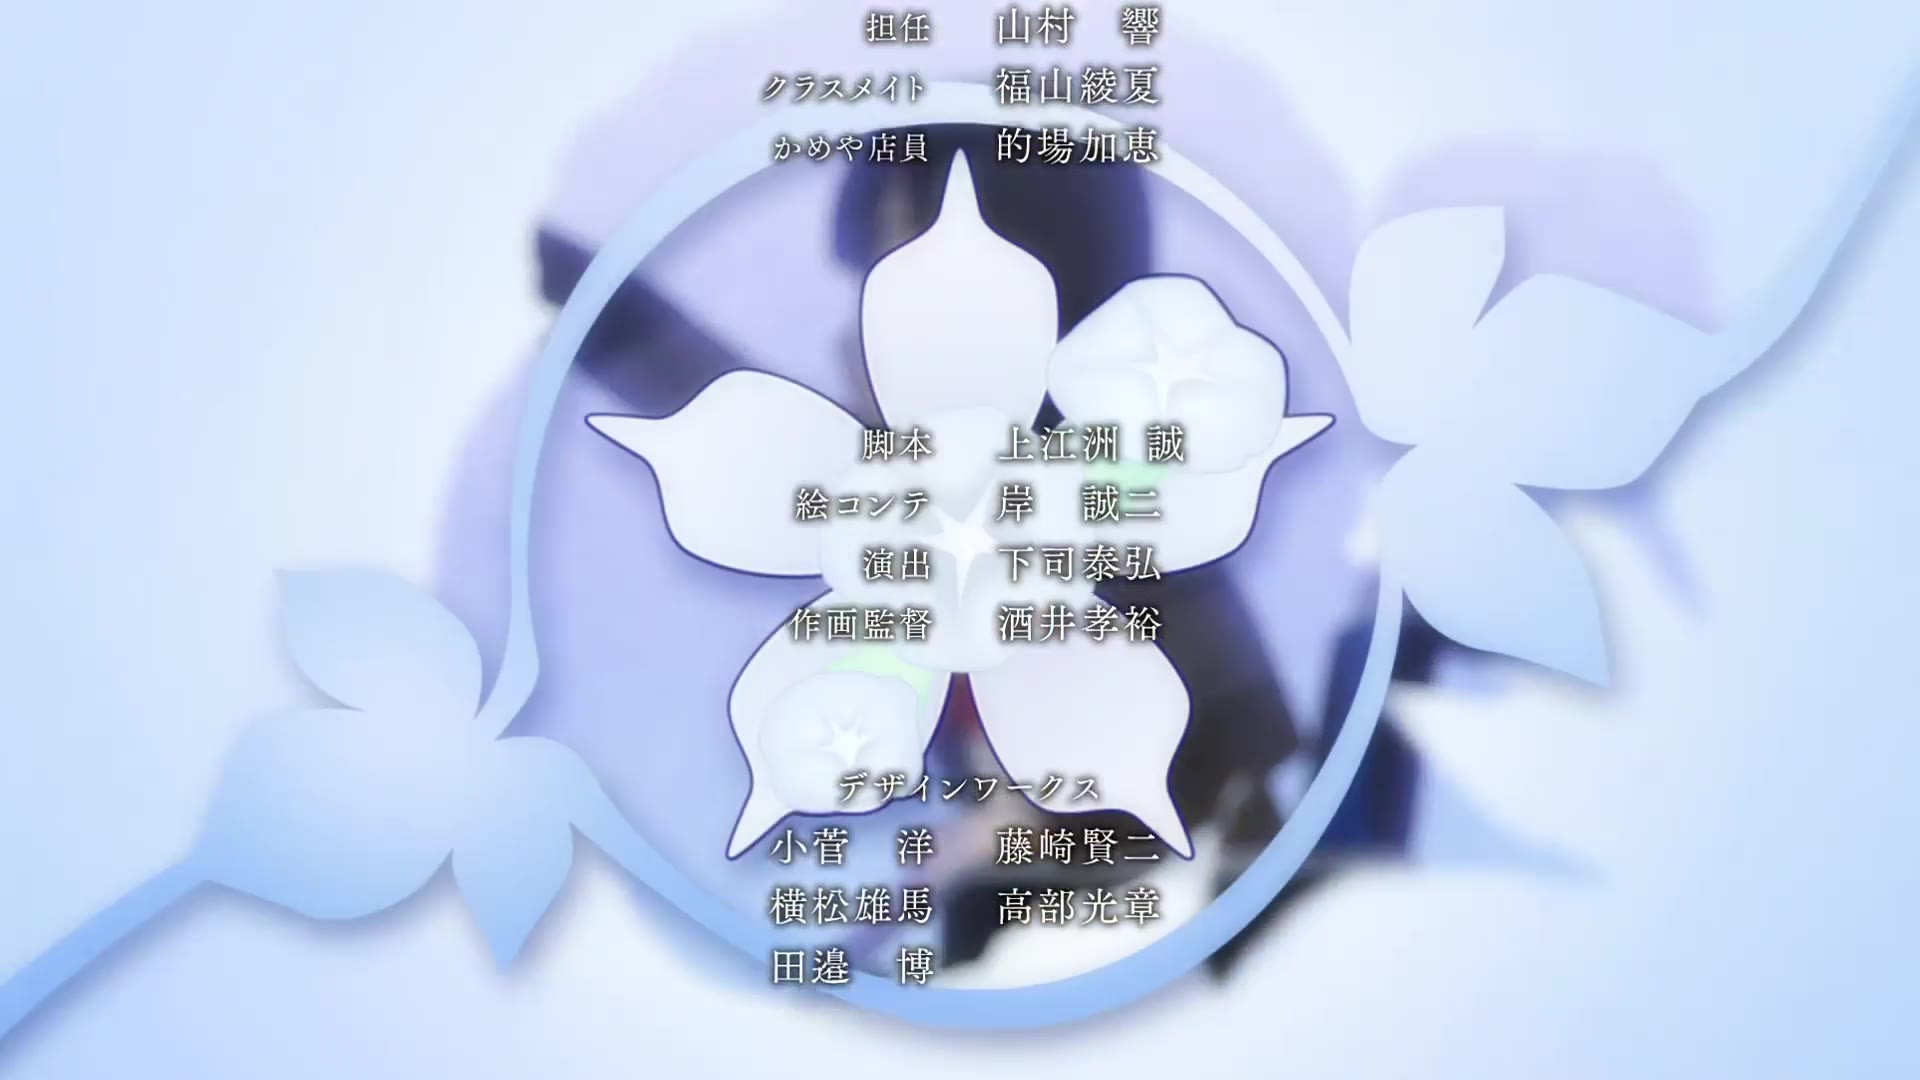 担任 山村 響
クラスメイト 福山綾夏
かめや店員 的場加恵
脚本 上江洲 誠
絵コンテ 岸 誠二
演出 下司泰弘
作画監督 酒井孝裕
デザインワークス
小菅 洋 藤崎賢二
横松雄馬 高部光章
田邉 博